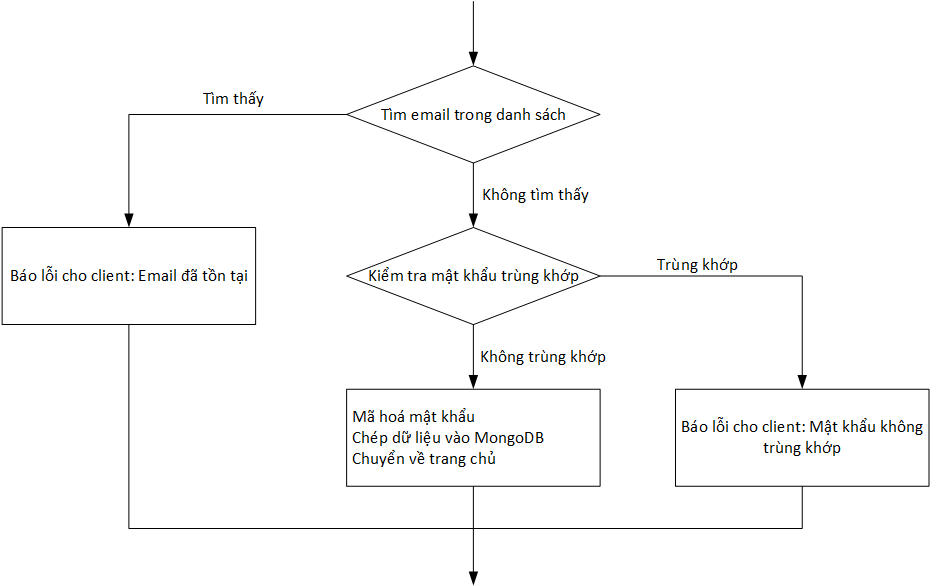 Tìm email trong danh sách
Tìm thấy
Không tìm thấy
Báo lỗi cho client: Email đã tồn tại
Kiểm tra mật khẩu trùng khớp
Trùng khớp
Không trùng khớp
Mã hoá mật khẩu
Chép dữ liệu vào MongoDB
Chuyển về trang chủ
Báo lỗi cho client: Mật khẩu không
trùng khớp